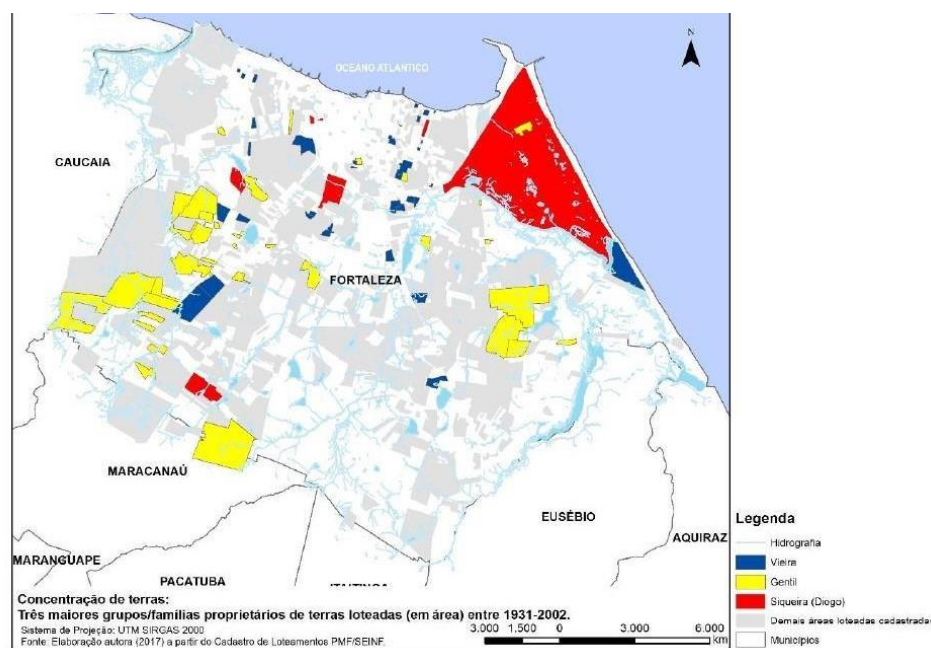 N
OCEANO ATLANTICO
CAUCAIA
FORTALEZA
MARACANAÚ
EUSÉBIO
AQUIRAZ
MARANGUAPE
PACATUBA
Legenda
Hidrografia
Vieira
Gentil
Siqueira (Diogo)
Demais áreas loteadas cadastradas
Municípios
Concentração de terras:
Três maiores grupos/famílias proprietários de terras loteadas (em área) entre 1931-2002.
Sistema de Projeção: UTM SIRGAS 2000
Fonte: Elaboração autora (2017) a partir do Cadastro de Loteamentos PMF/SEINF.
3.000 1.500 0 3.000 6.000
km